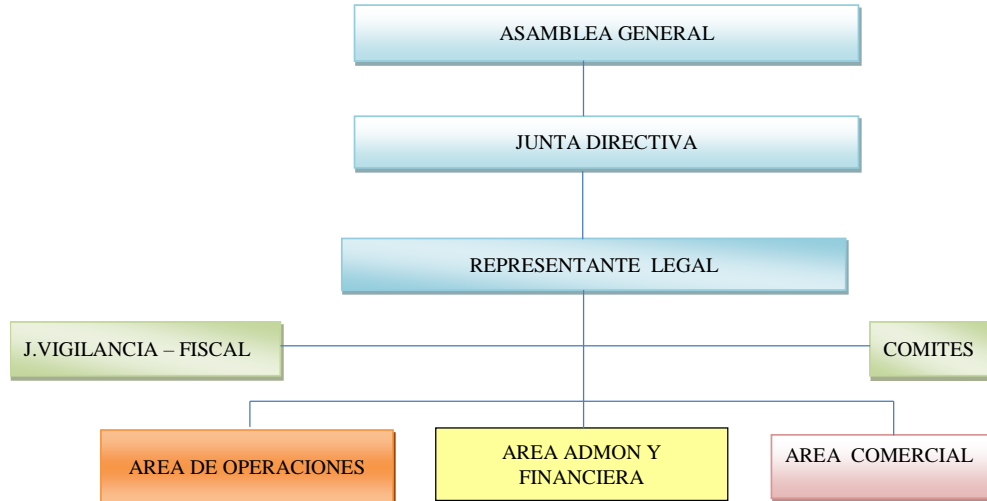 ASAMBLEA GENERAL
JUNTA DIRECTIVA
REPRESENTANTE LEGAL
J.VIGILANCIA – FISCAL
COMITES
AREA DE OPERACIONES
AREA ADMON Y
FINANCIERA
AREA COMERCIAL